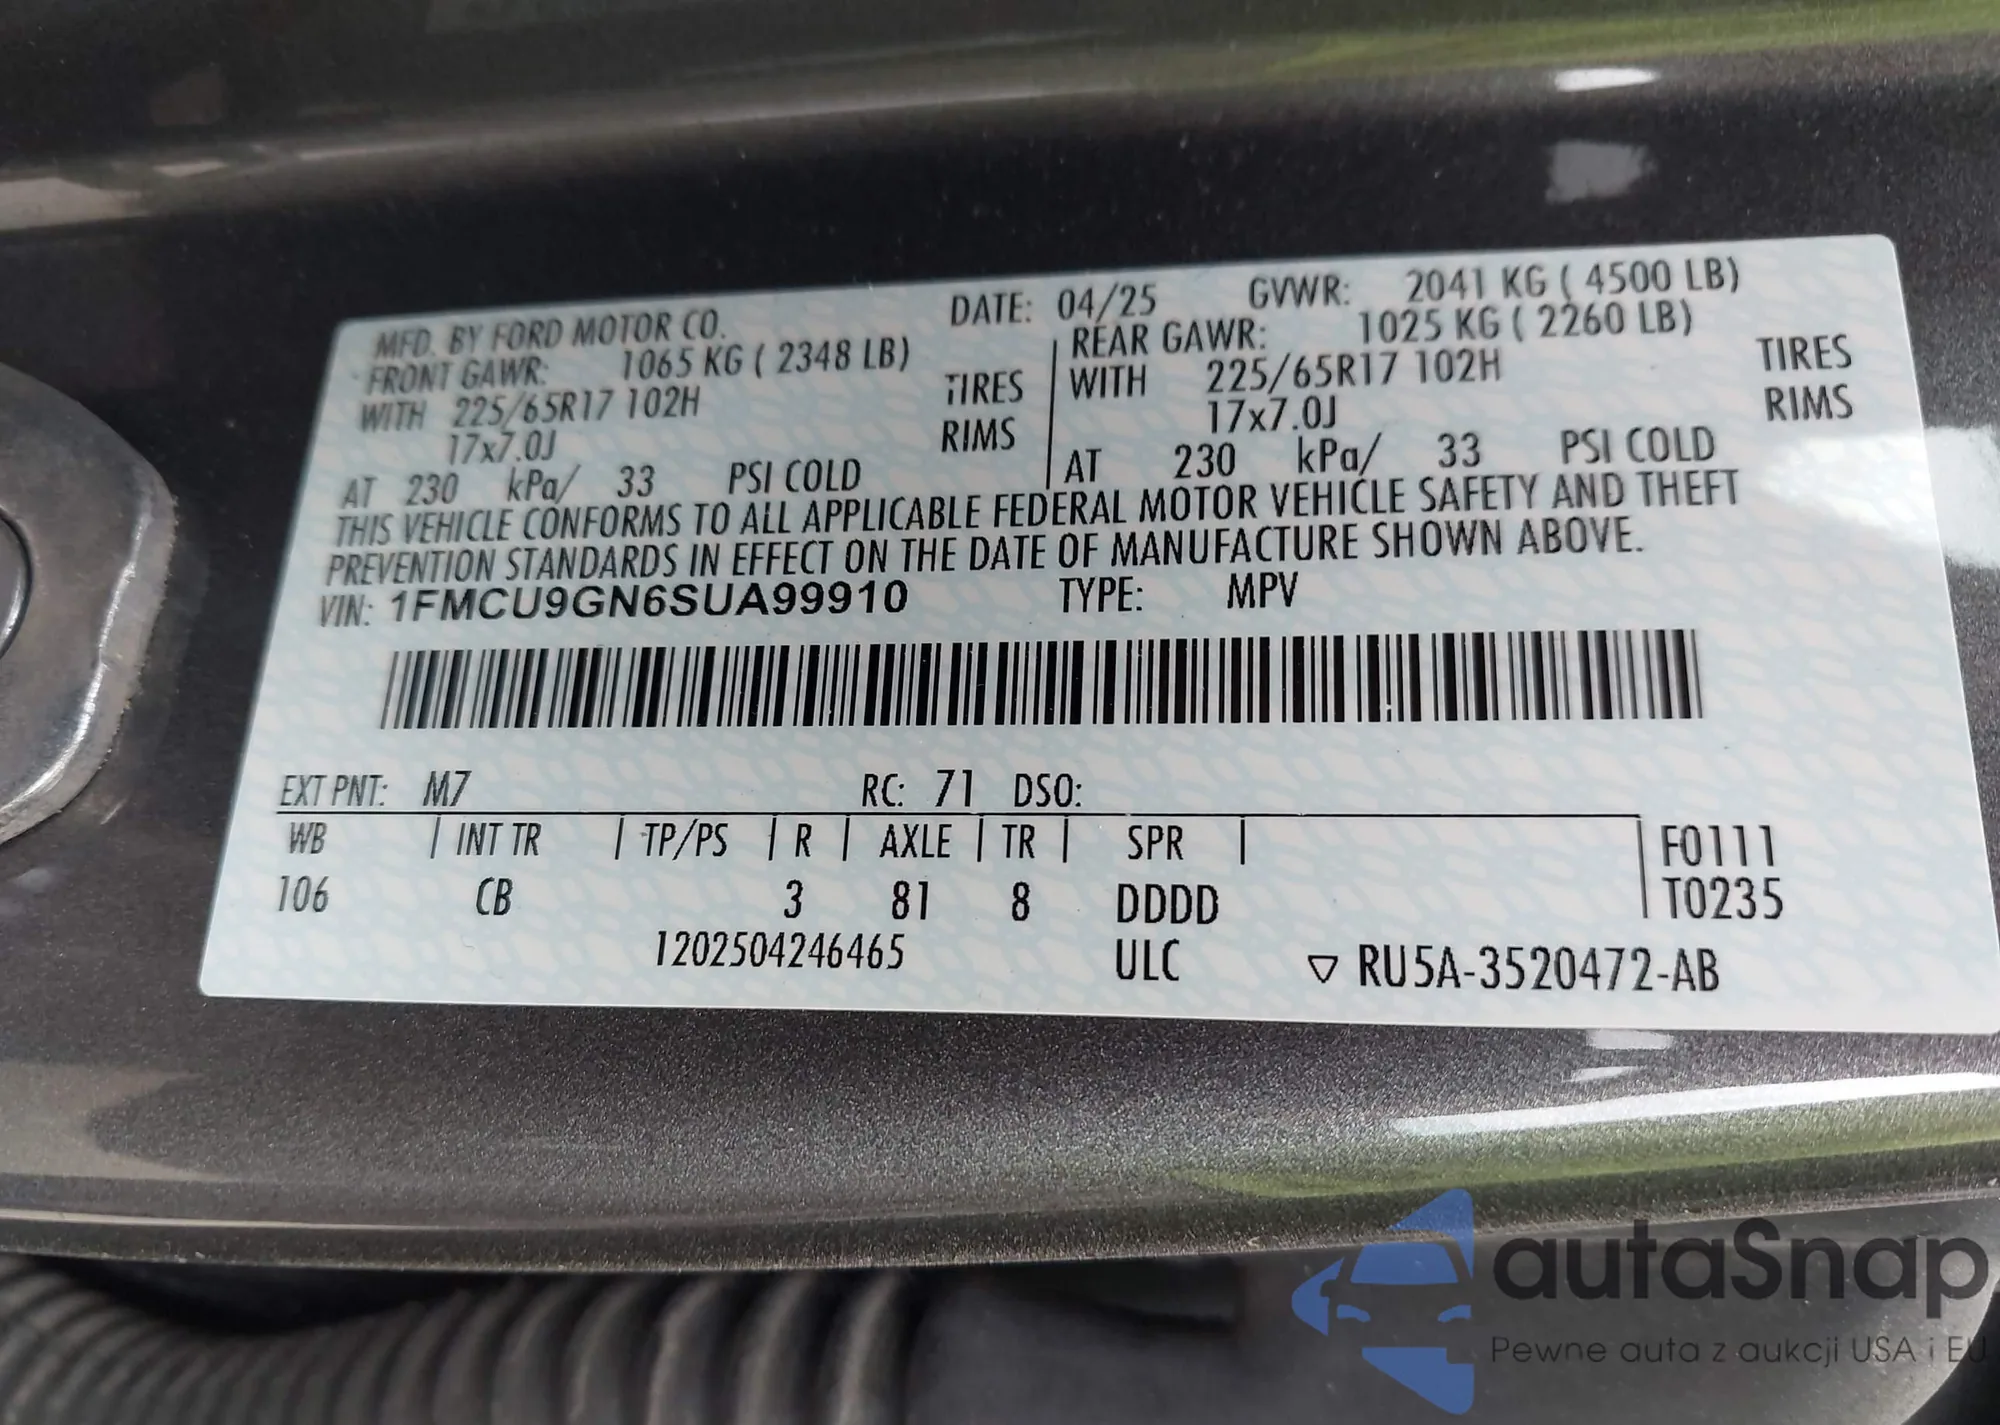 MFD. BY FORD MOTOR CO. DATE: 04/25 GVWR: 2041 KG ( 4500 LB)
FRONT GAWR: 1065 KG ( 2348 LB) REAR GAWR: 1025 KG ( 2260 LB)
WITH 225/65R17 102H TIRES WITH 225/65R17 102H TIRES
17x7.0J RIMS 17x7.0J RIMS
AT 230 kPa/ 33 PSI COLD AT 230 kPa/ 33 PSI COLD
THIS VEHICLE CONFORMS TO ALL APPLICABLE FEDERAL MOTOR VEHICLE SAFETY AND THEFT
PREVENTION STANDARDS IN EFFECT ON THE DATE OF MANUFACTURE SHOWN ABOVE.
VIN: 1FMCU9GN6SUA99910 TYPE: MPV
EXT PNT: M7 RC: 71 DSO:
WB INT TR TP/PS R AXLE TR SPR F0111
106 CB 3 81 8 DDDD T0235
1202504246465 ULC ▽ RU5A-3520472-AB
autaSnap
Pewne auta z aukcji USA i EU